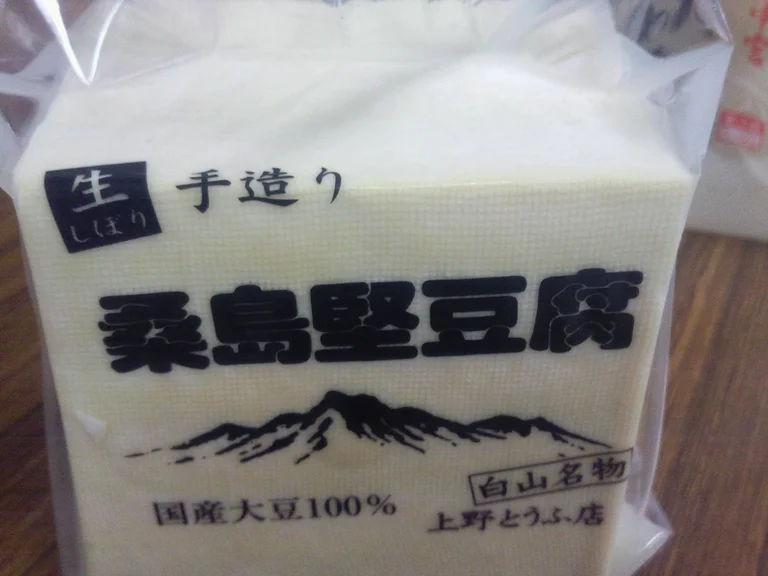 生
しぼり
手造り
桑島堅豆腐
白山名物
国産大豆100%
上野とうふ店